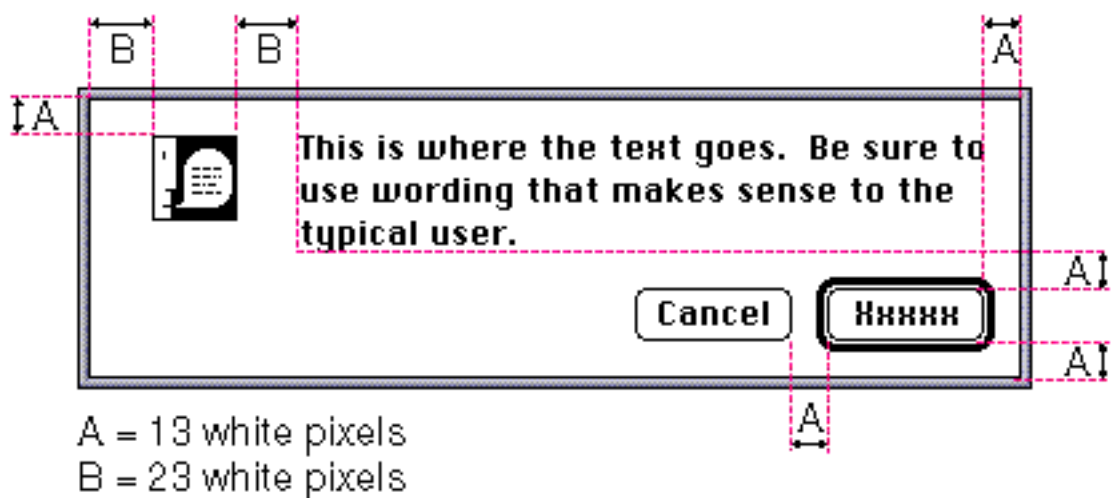 B B A
A
This is where the text goes. Be sure to
use wording that makes sense to the
typical user.
A
Cancel Xxxxx
A
A
A = 13 white pixels
B = 23 white pixels